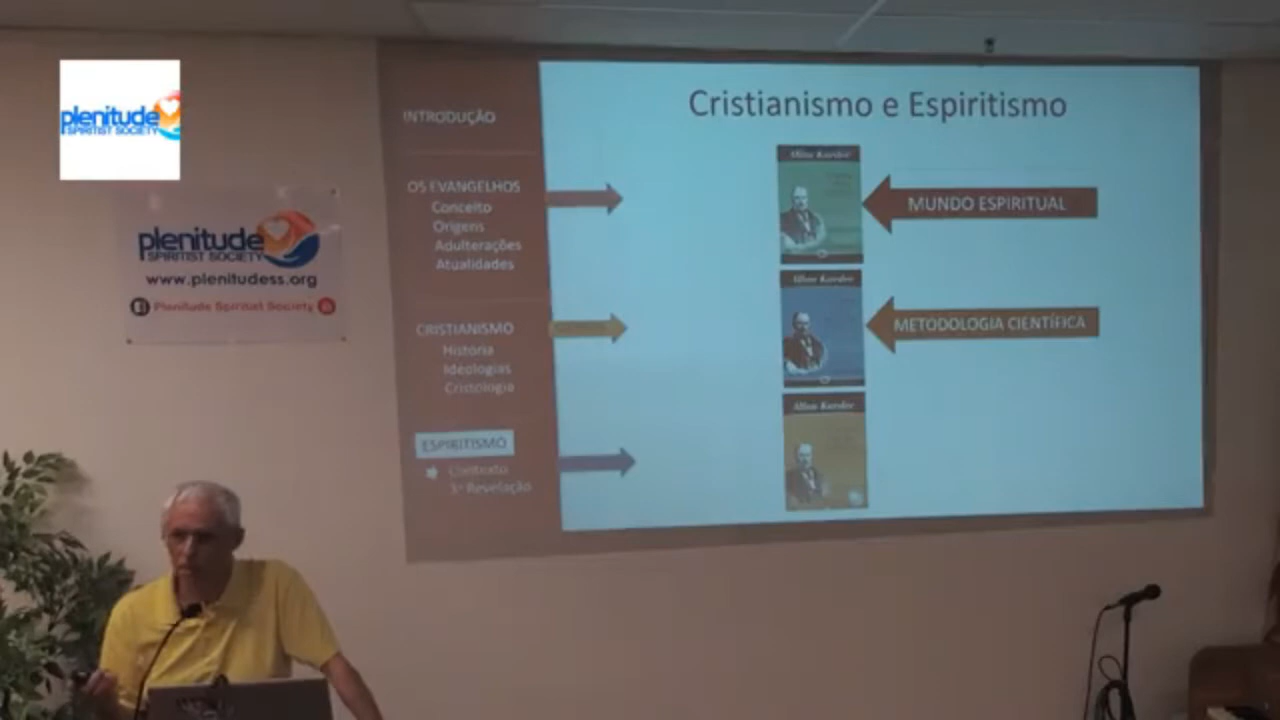 plenitude
SPIRITIST SOCIETY
plenitude
SPIRITIST SOCIETY
www.plenitudess.org
Plenitude Spiritist Society
INTRODUÇÃO
OS EVANGELHOS
Conceito
Origens
Adulterações
Atualidades
CRISTIANISMO
História
Ideologias
Cristologia
ESPIRITISMO
Contexto
3ª Revelação
Cristianismo e Espiritismo
Allan Kardec
MUNDO ESPIRITUAL
Allan Kardec
METODOLOGIA CIENTÍFICA
Allan Kardec